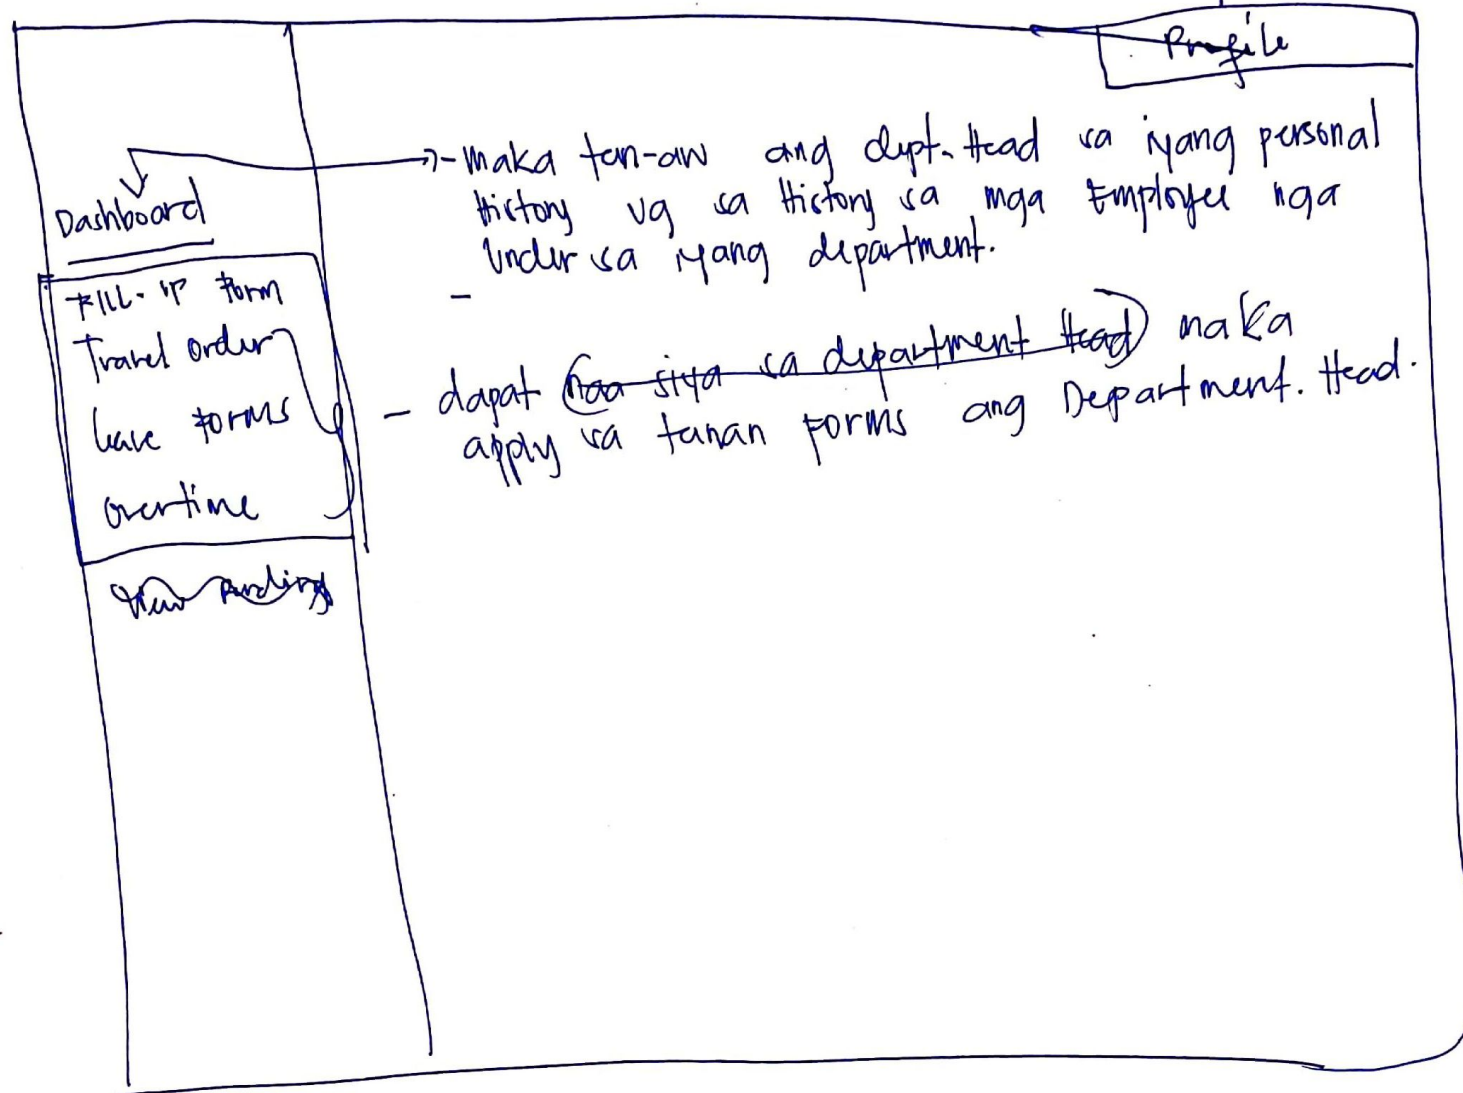 Profile
- maka tan-aw ang dept. Head sa iyang personal
History ug sa History sa mga Employee nga
Under sa iyang department.
-
- dapat naa siya sa department Head maka
apply sa tanan forms ang Department. Head.
Dashboard
FILL-UP Form
Travel order
leave Forms
overtime
View Pending